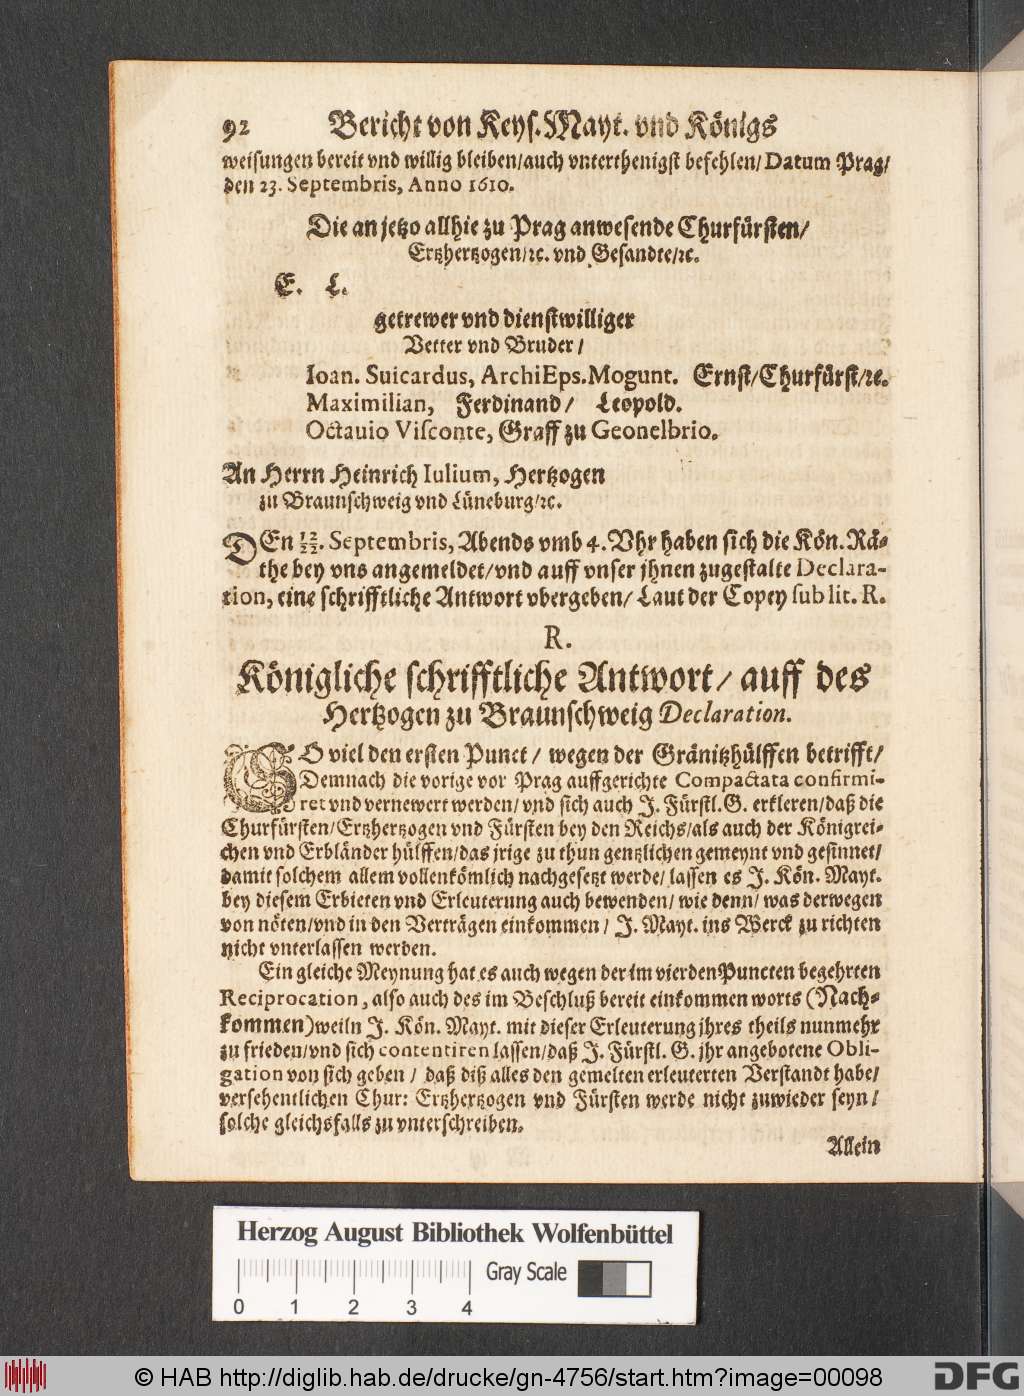 92 Bericht von Keys. Mayt. vnd Königs
weisungen bereit vnd willig bleiben/auch vnterthenigst befehlen/ Datum Prag/
den 23. Septembris, Anno 1610.
Die an jetzo allhie zu Prag anwesende Churfürsten/
Ertzhertzogen/ꝛc. vnd Gesandte/ꝛc.
E. L.
getrewer vnd dienstwilliger
Vetter vnd Bruder/
Ioan. Suicardus, ArchiEps. Mogunt. Ernst/Churfürst/ꝛc.
Maximilian, Ferdinand/ Leopold.
Octauio Visconte, Graff zu Geonelbrio.
An Herrn Heinrich Iulium, Hertzogen
zu Braunschweig vnd Lüneburg/ꝛc.
DEn 12/22. Septembris, Abends vmb 4. Vhr haben sich die Kön. Rä-
the bey vns angemeldet/vnd auff vnser jhnen zugestalte Declara-
tion, eine schrifftliche Antwort vbergeben/ Laut der Copey sub lit. R.
R.
Königliche schrifftliche Antwort/ auff des
Hertzogen zu Braunschweig Declaration.
SO viel den ersten Punct/ wegen der Gränitzhülffen betrifft/
Demnach die vorige vor Prag auffgerichte Compactata confirmi-
ret vnd vernewert werden/ vnd sich auch J. Fürstl. G. erkleren/daß die
Churfürsten/Ertzhertzogen vnd Fürsten bey den Reichs/als auch der Königrei-
chen vnd Erbländer hülffen/das jrige zu thun gentzlichen gemeynt vnd gesinnet/
damit solchem allem vollenkömlich nachgesetzt werde/ lassen es J. Kön. Mayt.
bey diesem Erbieten vnd Erleuterung auch bewenden/ wie denn/ was derwegen
von nöten/vnd in den Verträgen einkommen/ J. Mayt. ins Werck zu richten
nicht vnterlassen werden.
Ein gleiche Meynung hat es auch wegen der im vierden Puncten begehrten
Reciprocation, also auch des im Beschluß bereit einkommen worts (Nach-
kommen) weiln J. Kön. Mayt. mit dieser Erleuterung jhres theils nunmehr
zu frieden/vnd sich contentiren lassen/daß J. Fürstl. G. jhr angebotene Obli-
gation von sich geben/ daß diß alles den gemelten erleuterten Verstandt habe/
versehentlichen Chur: Ertzhertzogen vnd Fürsten werde nicht zuwieder seyn/
solche gleichsfalls zu vnterschreiben.
Allein
Herzog August Bibliothek Wolfenbüttel
Gray Scale
0 1 2 3 4
© HAB http://diglib.hab.de/drucke/gn-4756/start.htm?image=00098
DFG